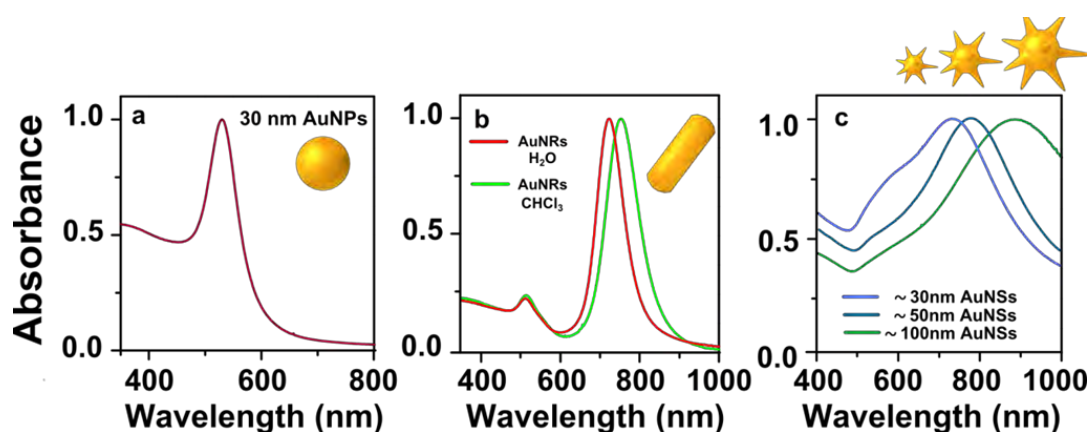 Absorbance
a
30 nm AuNPs
1.0
0.5
0.0
400
600
800
Wavelength (nm)
b
AuNRs
H₂O
AuNRs
CHCl₃
1.0
0.5
0.0
400
600
800
1000
Wavelength (nm)
c
1.0
0.5
0.0
~ 30nm AuNSs
~ 50nm AuNSs
~ 100nm AuNSs
400
600
800
1000
Wavelength (nm)